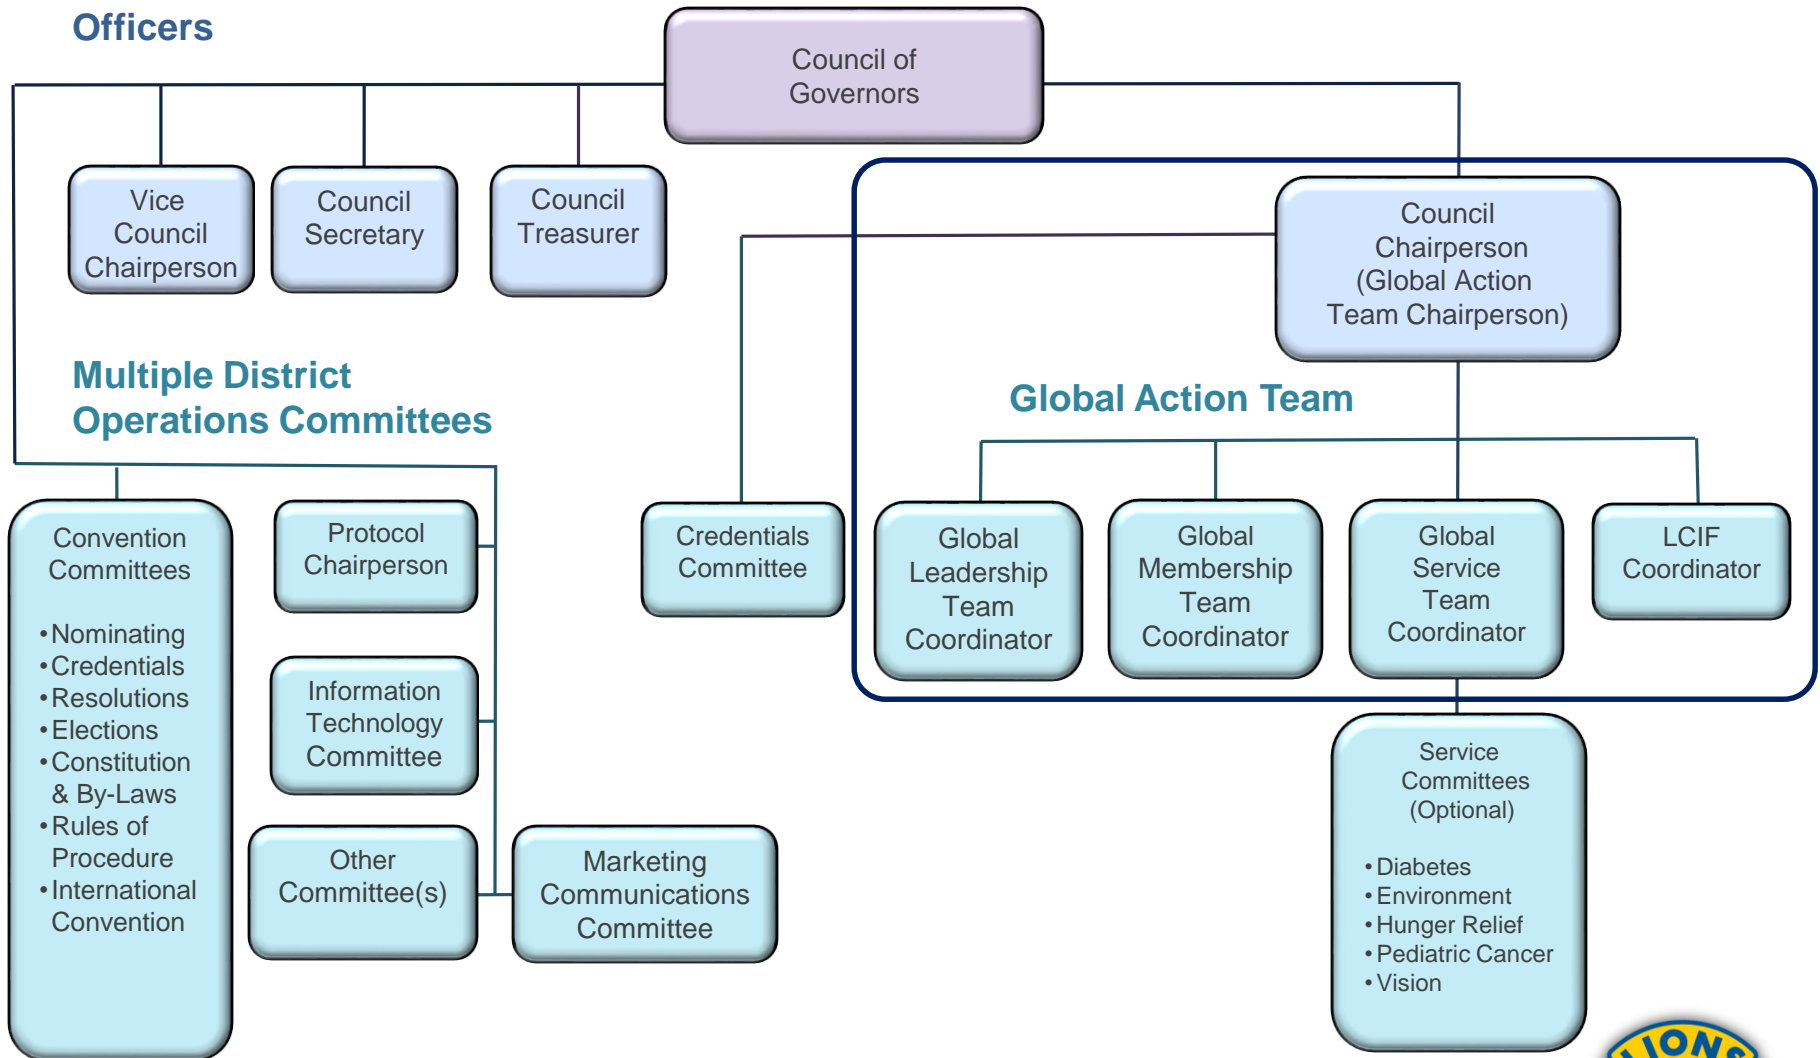 Officers
Council of
Governors
Vice
Council
Chairperson
Council
Secretary
Council
Treasurer
Council
Chairperson
(Global Action
Team Chairperson)
Multiple District
Operations Committees
Global Action Team
Convention
Committees
•Nominating
•Credentials
•Resolutions
•Elections
•Constitution
& By-Laws
•Rules of
Procedure
•International
Convention
Protocol
Chairperson
Information
Technology
Committee
Other
Committee(s)
Marketing
Communications
Committee
Credentials
Committee
Global
Leadership
Team
Coordinator
Global
Membership
Team
Coordinator
Global
Service
Team
Coordinator
LCIF
Coordinator
Service
Committees
(Optional)
•Diabetes
•Environment
•Hunger Relief
•Pediatric Cancer
•Vision
LIONS